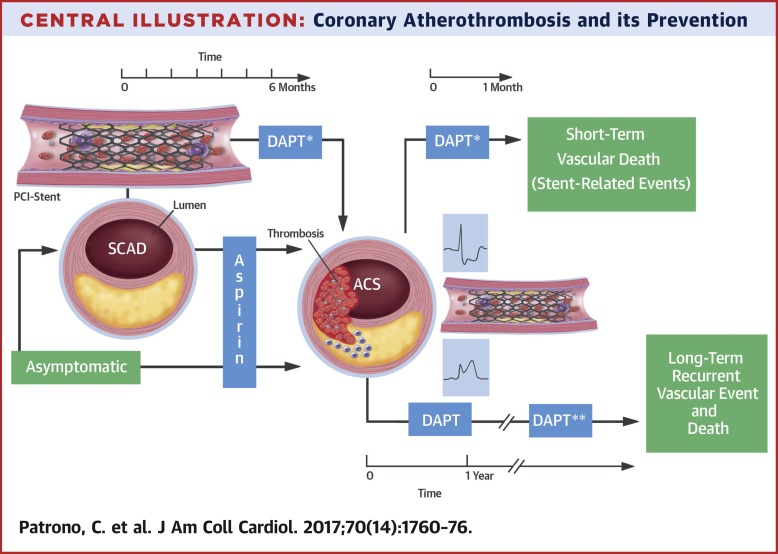 CENTRAL ILLUSTRATION: Coronary Atherothrombosis and its Prevention
Time
0
6 Months
0
1 Month
DAPT*
DAPT*
Short-Term
Vascular Death
(Stent-Related Events)
PCI-Stent
Lumen
SCAD
Aspirin
Thrombosis
ACS
Asymptomatic
DAPT
DAPT**
Long-Term
Recurrent
Vascular Event
and
Death
0
1 Year
Time
Patrono, C. et al. J Am Coll Cardiol. 2017;70(14):1760–76.